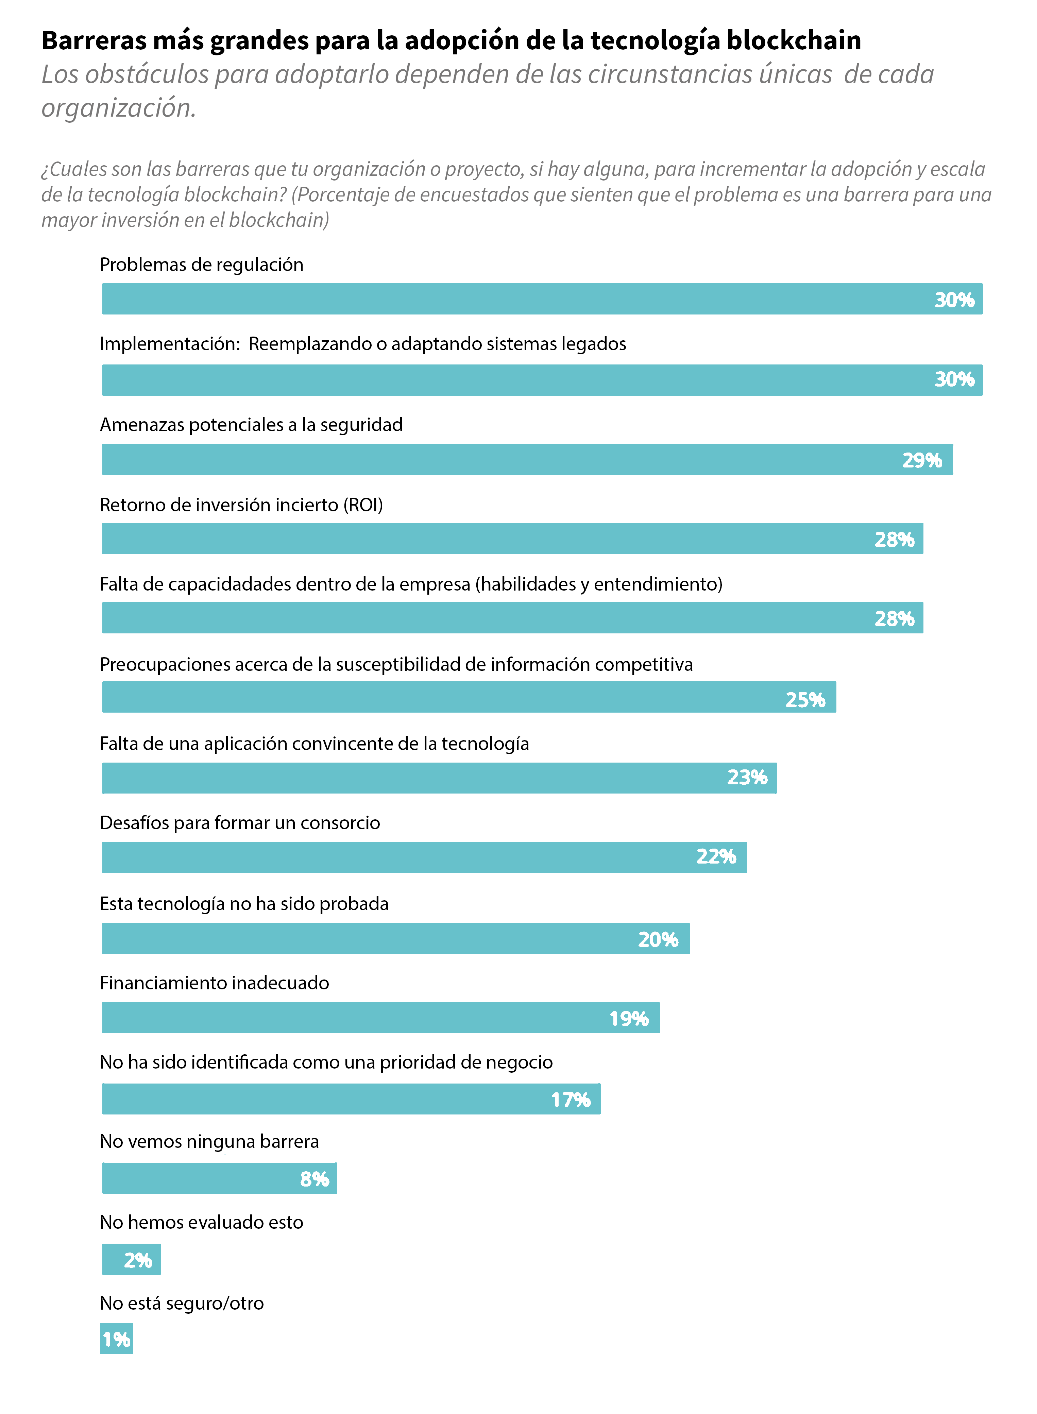 Barreras más grandes para la adopción de la tecnología blockchain
Los obstáculos para adoptarlo dependen de las circunstancias únicas de cada
organización.
¿Cuales son las barreras que tu organización o proyecto, si hay alguna, para incrementar la adopción y escala
de la tecnología blockchain? (Porcentaje de encuestados que sienten que el problema es una barrera para una
mayor inversión en el blockchain)
Problemas de regulación
30%
Implementación: Reemplazando o adaptando sistemas legados
30%
Amenazas potenciales a la seguridad
29%
Retorno de inversión incierto (ROI)
28%
Falta de capacidadades dentro de la empresa (habilidades y entendimiento)
28%
Preocupaciones acerca de la susceptibilidad de información competitiva
25%
Falta de una aplicación convincente de la tecnología
23%
Desafíos para formar un consorcio
22%
Esta tecnología no ha sido probada
20%
Financiamiento inadecuado
19%
No ha sido identificada como una prioridad de negocio
17%
No vemos ninguna barrera
8%
No hemos evaluado esto
2%
No está seguro/otro
1%